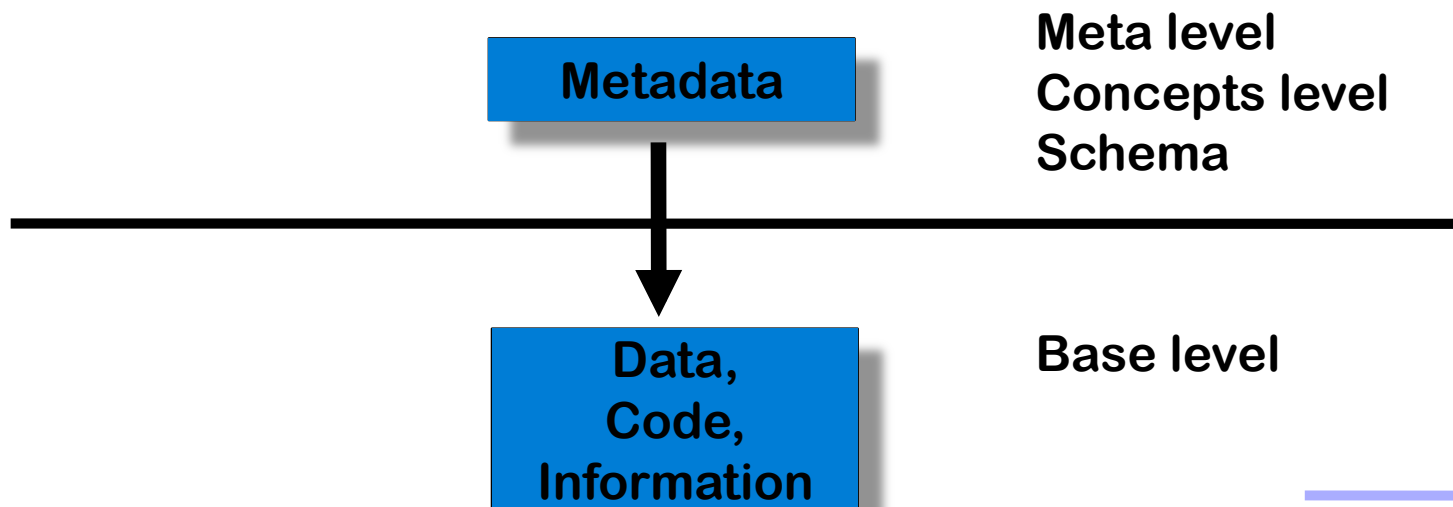 Metadata
Meta level
Concepts level
Schema
Data,
Code,
Information
Base level